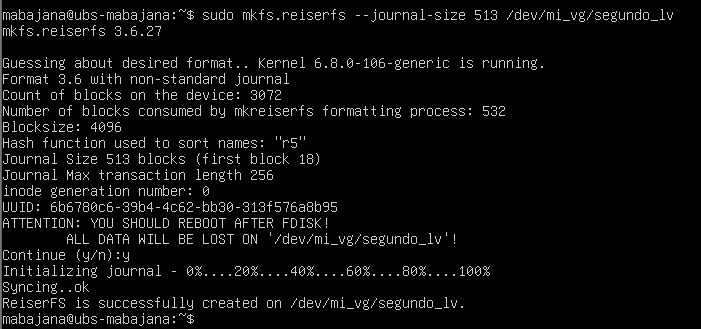 mabajana@ubs-mabajana:~$ sudo mkfs.reiserfs --journal-size 513 /dev/mi_vg/segundo_lv
mkfs.reiserfs 3.6.27

Guessing about desired format.. Kernel 6.8.0-106-generic is running.
Format 3.6 with non-standard journal
Count of blocks on the device: 3072
Number of blocks consumed by mkreiserfs formatting process: 532
Blocksize: 4096
Hash function used to sort names: "r5"
Journal Size 513 blocks (first block 18)
Journal Max transaction length 256
inode generation number: 0
UUID: 6b6780c6-39b4-4c62-bb30-313f576a8b95
ATTENTION: YOU SHOULD REBOOT AFTER FDISK!
        ALL DATA WILL BE LOST ON '/dev/mi_vg/segundo_lv'!
Continue (y/n):y
Initializing journal - 0%....20%....40%....60%....80%....100%
Syncing..ok
ReiserFS is successfully created on /dev/mi_vg/segundo_lv.
mabajana@ubs-mabajana:~$